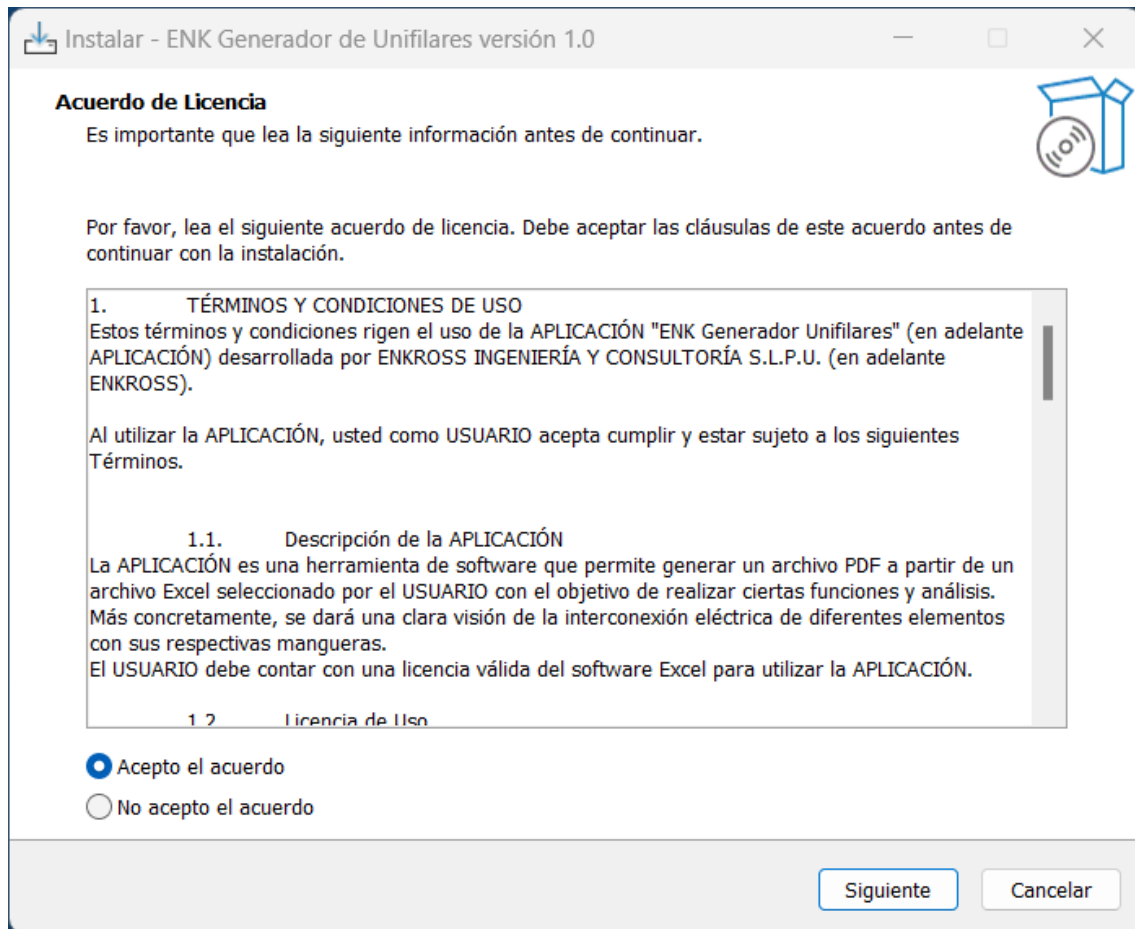 Instalar - ENK Generador de Unifilares versión 1.0
Acuerdo de Licencia
Es importante que lea la siguiente información antes de continuar.
Por favor, lea el siguiente acuerdo de licencia. Debe aceptar las cláusulas de este acuerdo antes de
continuar con la instalación.
1. TÉRMINOS Y CONDICIONES DE USO
Estos términos y condiciones rigen el uso de la APLICACIÓN "ENK Generador Unifilares" (en adelante
APLICACIÓN) desarrollada por ENKROSS INGENIERÍA Y CONSULTORÍA S.L.P.U. (en adelante
ENKROSS).
Al utilizar la APLICACIÓN, usted como USUARIO acepta cumplir y estar sujeto a los siguientes
Términos.
1.1. Descripción de la APLICACIÓN
La APLICACIÓN es una herramienta de software que permite generar un archivo PDF a partir de un
archivo Excel seleccionado por el USUARIO con el objetivo de realizar ciertas funciones y análisis.
Más concretamente, se dará una clara visión de la interconexión eléctrica de diferentes elementos
con sus respectivas mangueras.
El USUARIO debe contar con una licencia válida del software Excel para utilizar la APLICACIÓN.
1.2 Licencia de Uso
Acepto el acuerdo
No acepto el acuerdo
Siguiente
Cancelar